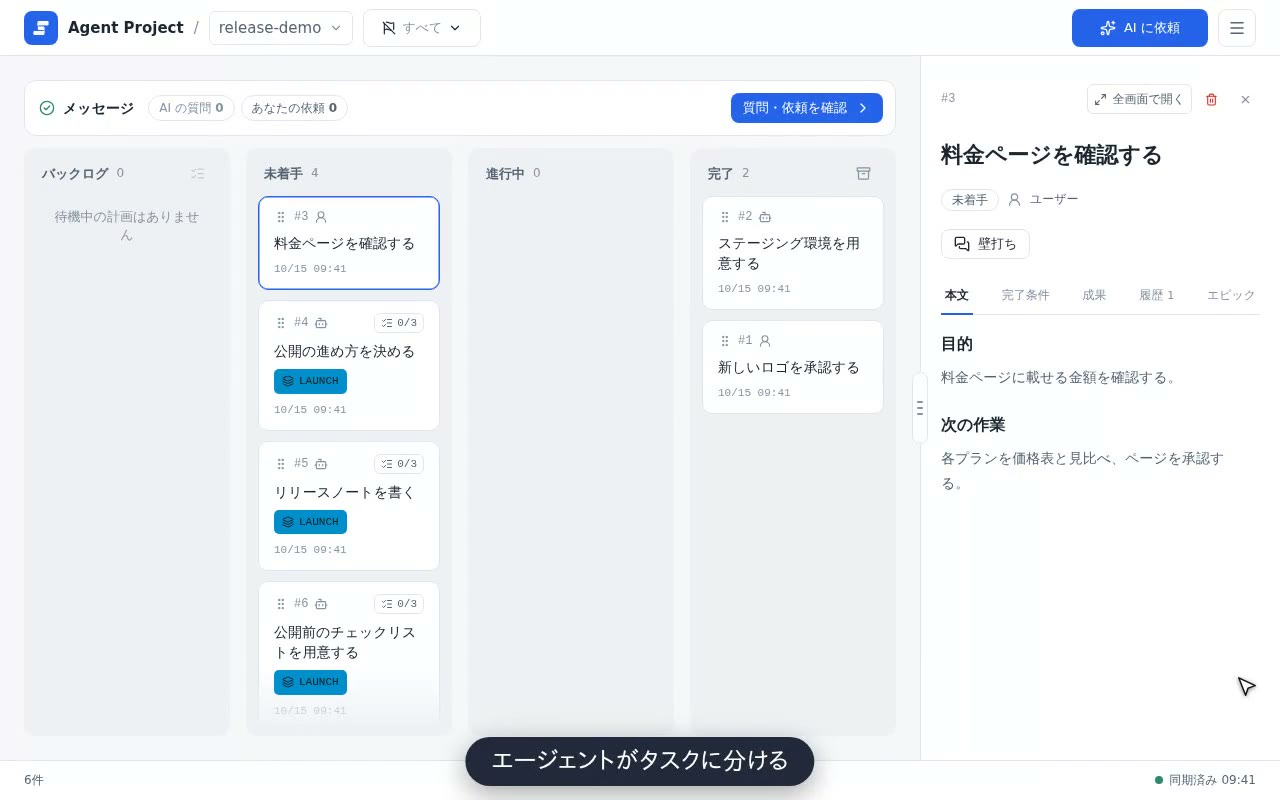 Agent Project / release-demo すべて AI に依頼
メッセージ AI の質問 0 あなたの依頼 0 質問・依頼を確認
バックログ 0
待機中の計画はありませ
ん
未着手 4
#3
料金ページを確認する
10/15 09:41
#4 0/3
公開の進め方を決める
LAUNCH
10/15 09:41
#5 0/3
リリースノートを書く
LAUNCH
10/15 09:41
#6 0/3
公開前のチェックリス
トを用意する
LAUNCH
10/15 09:41
進行中 0
完了 2
#2
ステージング環境を用
意する
10/15 09:41
#1
新しいロゴを承認する
10/15 09:41
#3 全画面で開く
料金ページを確認する
未着手 ユーザー
壁打ち
本文 完了条件 成果 履歴 1 エピック
目的
料金ページに載せる金額を確認する。
次の作業
各プランを価格表と見比べ、ページを承認す
る。
エージェントがタスクに分ける
6件 同期済み 09:41